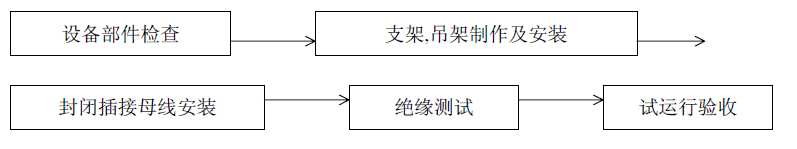 设备部件检查
支架,吊架制作及安装
封闭插接母线安装
绝缘测试
试运行验收